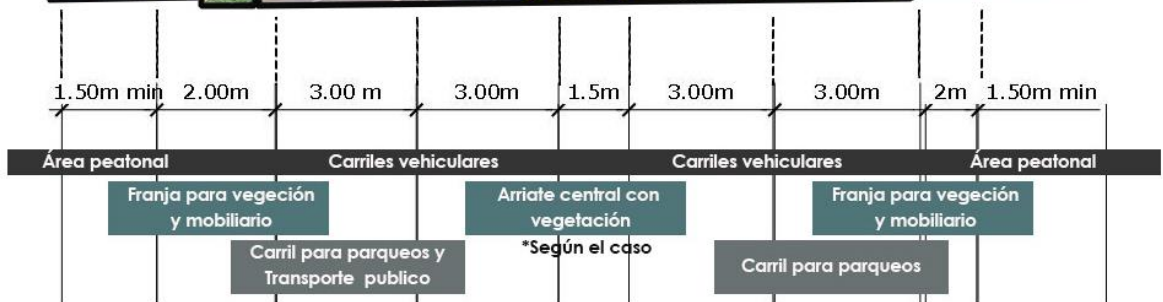 1.50m min 2.00m 3.00 m 3.00m 1.5m 3.00m 3.00m 2m 1.50m min
Área peatonal Carriles vehiculares Carriles vehiculares Área peatonal
Franja para vegeción
y mobiliario
Arriate central con
vegetación
Franja para vegeción
y mobiliario
*Según el caso
Carril para parqueos y
Transporte publico
Carril para parqueos